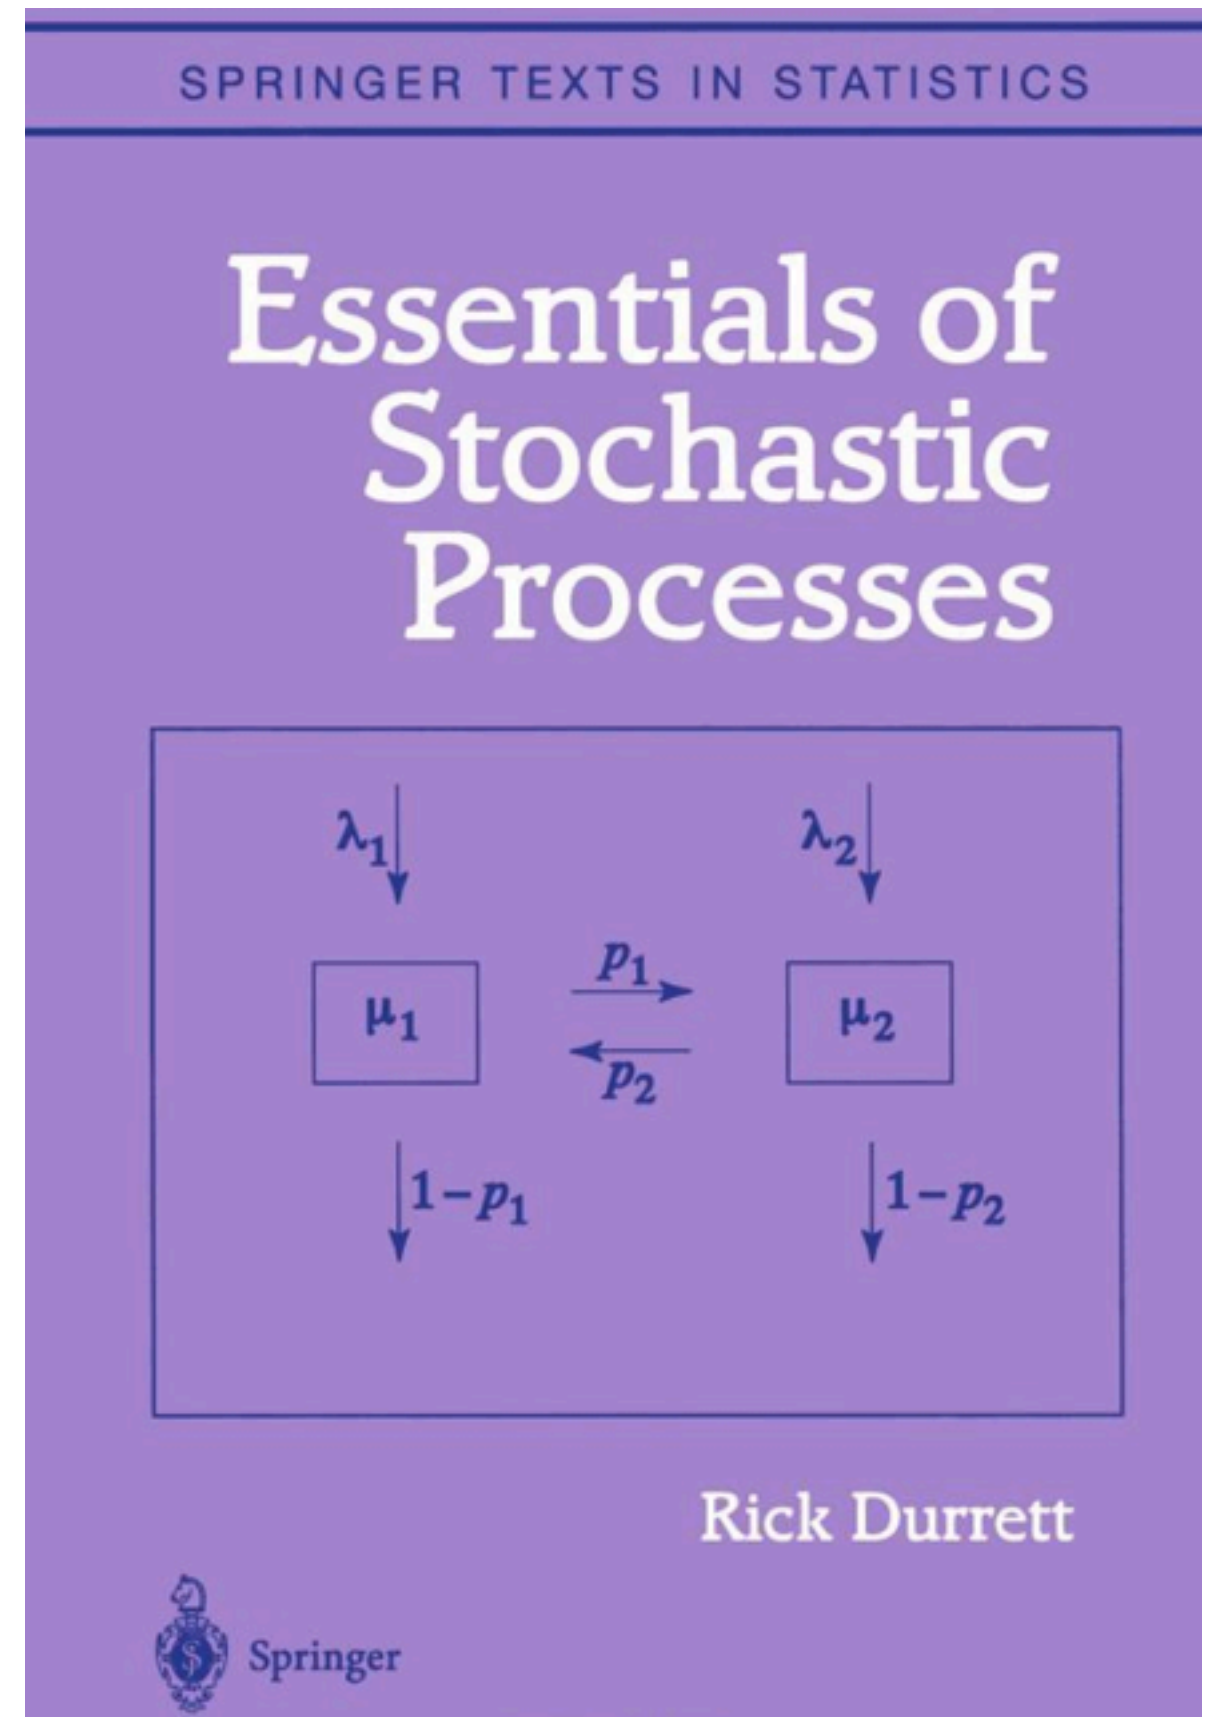 SPRINGER TEXTS IN STATISTICS
Essentials of
Stochastic
Processes
λ1 λ2
p1
μ1 μ2
p2
1–p1 1–p2
Rick Durrett
Springer